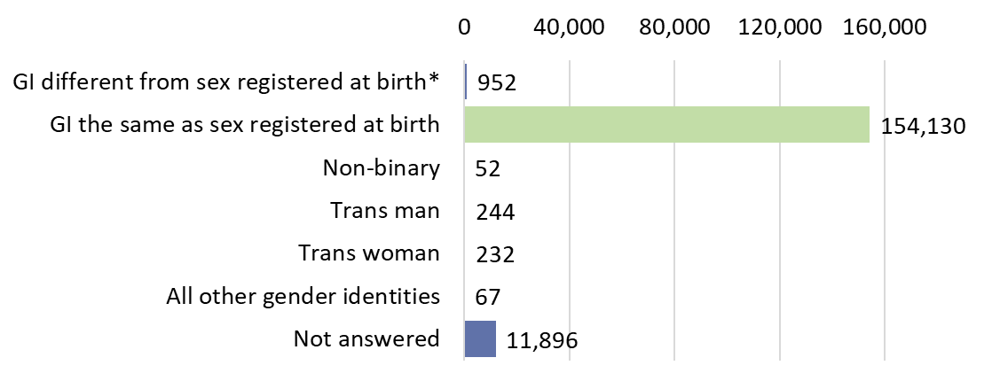 0 40,000 80,000 120,000 160,000
GI different from sex registered at birth* 952
GI the same as sex registered at birth 154,130
Non-binary 52
Trans man 244
Trans woman 232
All other gender identities 67
Not answered 11,896